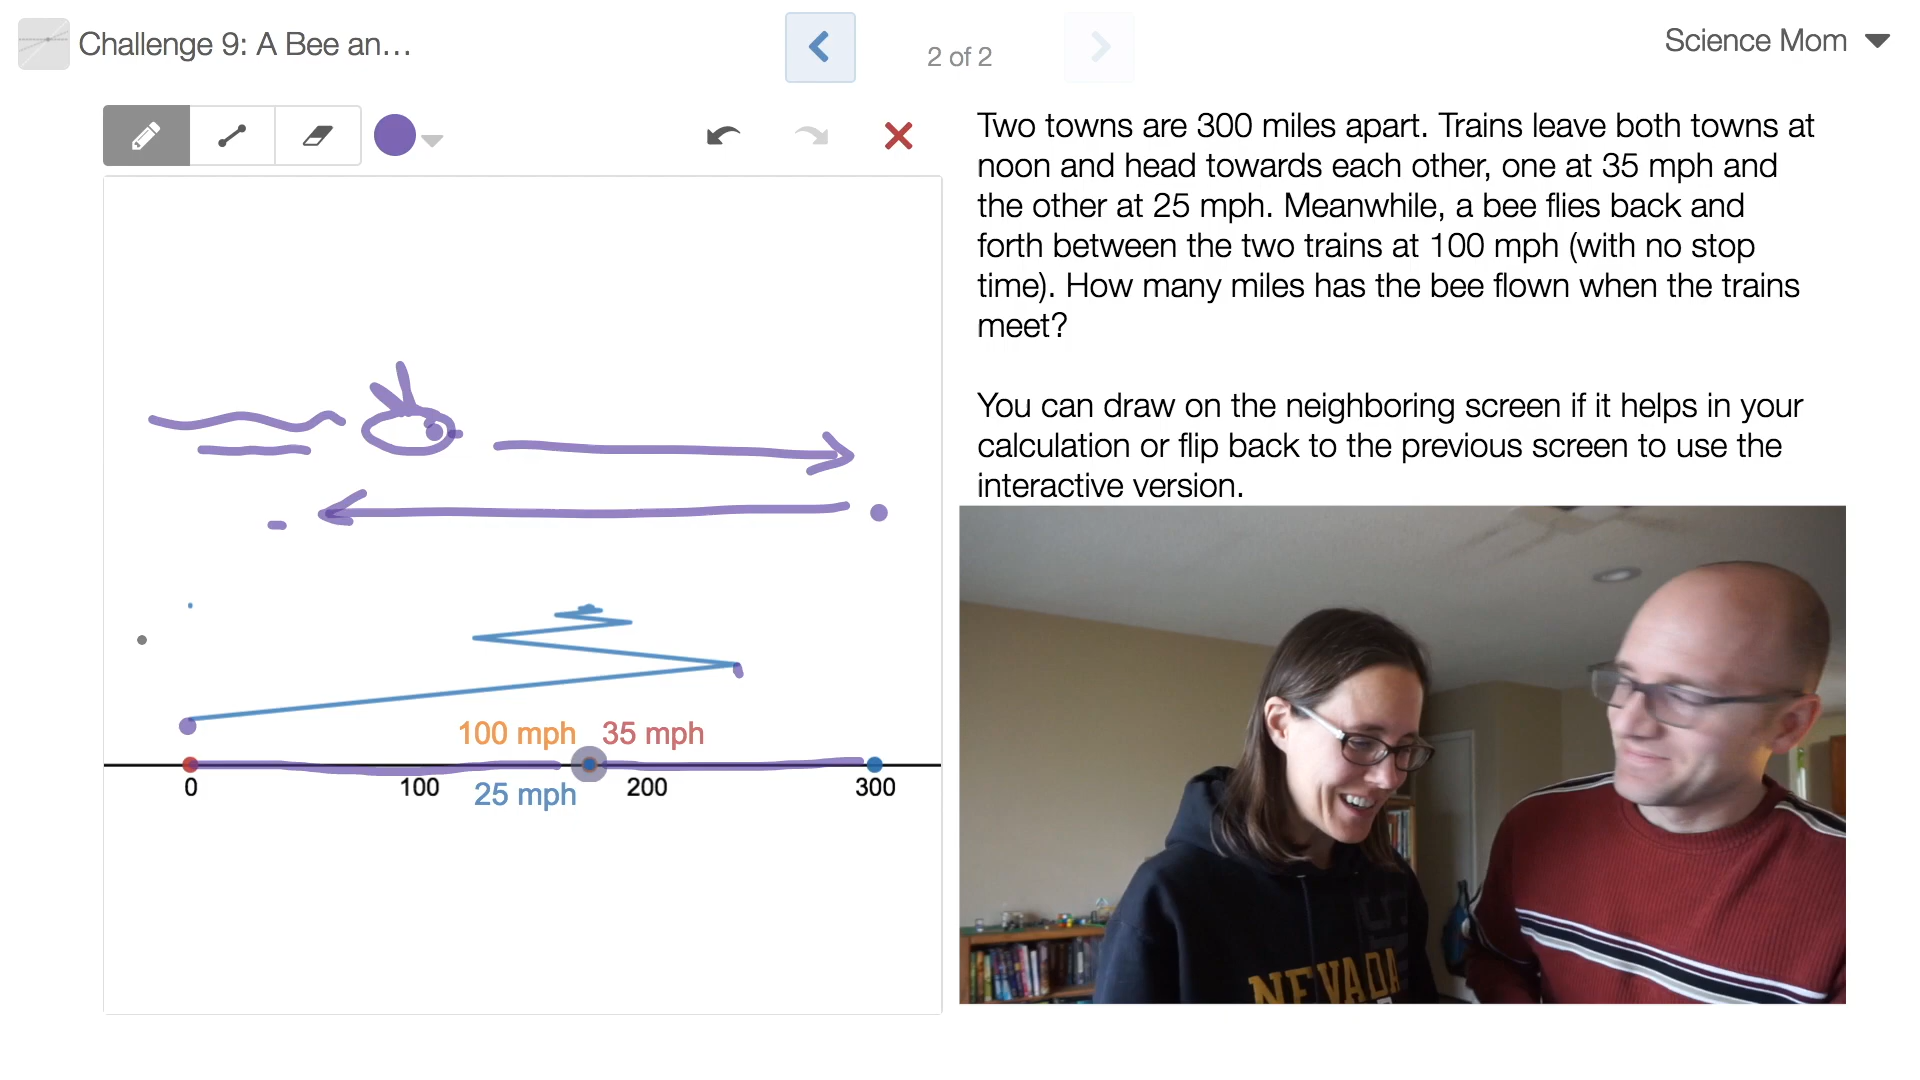 Challenge 9: A Bee an...
2 of 2
Science Mom
Two towns are 300 miles apart. Trains leave both towns at
noon and head towards each other, one at 35 mph and
the other at 25 mph. Meanwhile, a bee flies back and
forth between the two trains at 100 mph (with no stop
time). How many miles has the bee flown when the trains
meet?
You can draw on the neighboring screen if it helps in your
calculation or flip back to the previous screen to use the
interactive version.
100 mph 35 mph
0 100 200 300
25 mph
NEVADA